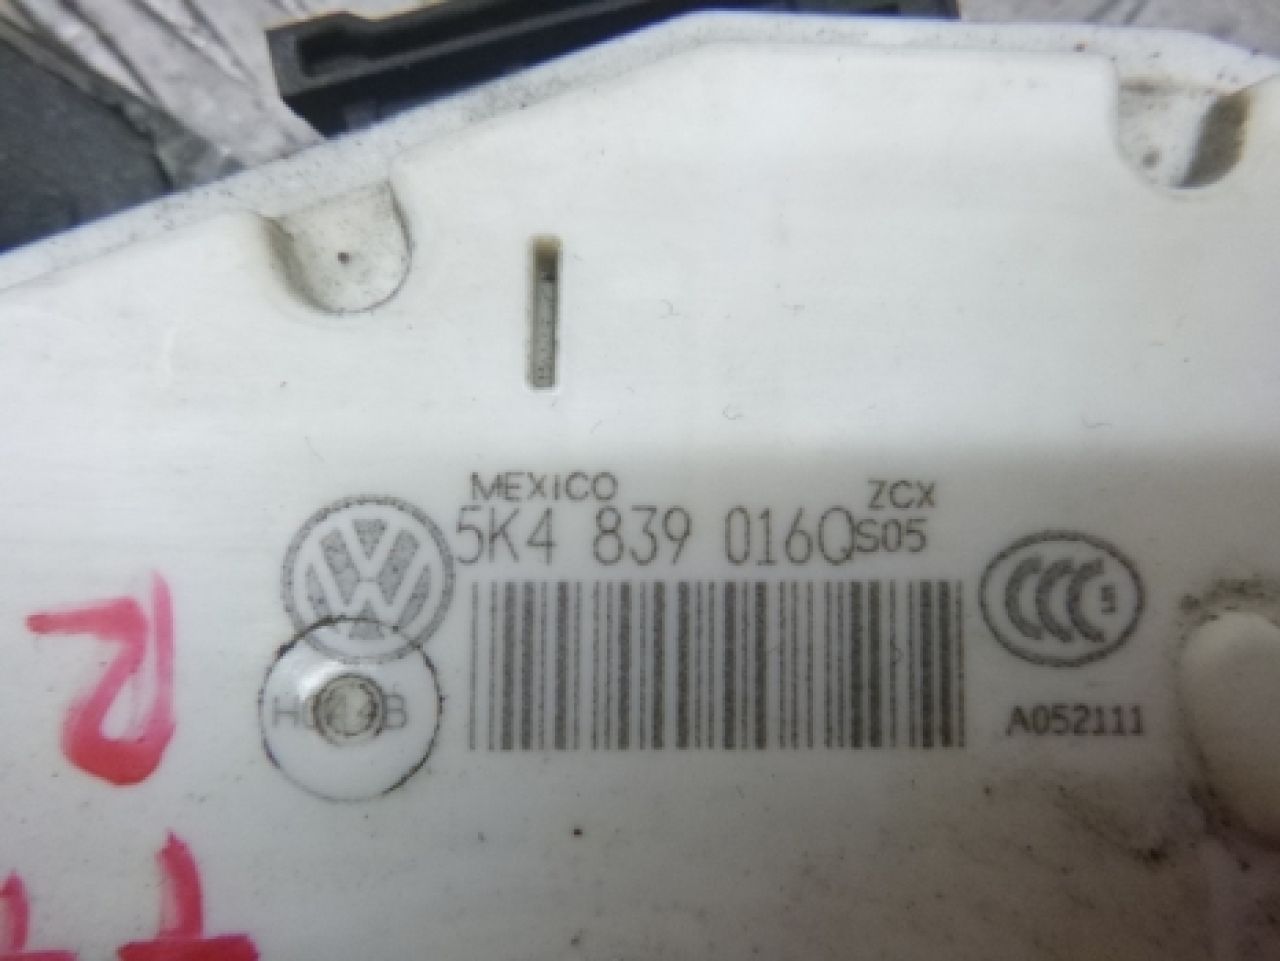 MEXICO ZCX
5K4 839 016Q S05
A052111
R